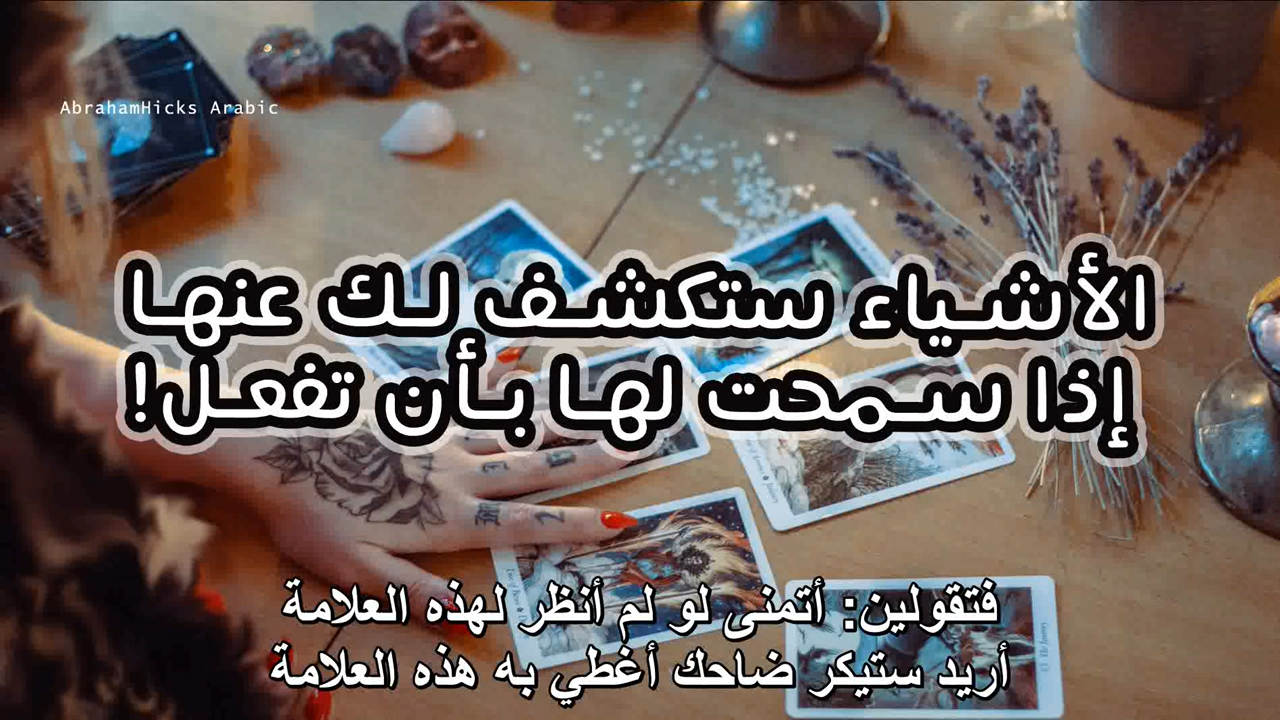 AbrahamHicks Arabic
الأشياء ستكشف لك عنها
إذا سمحت لها بأن تفعل!
فتقولين: أتمنى لو لم أنظر لهذه العلامة
أريد ستيكر ضاحك أغطي به هذه العلامة